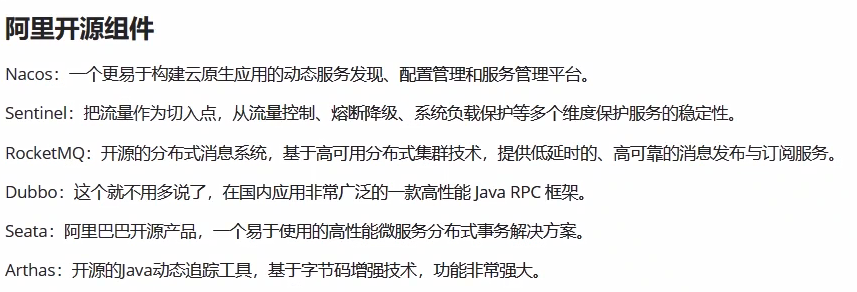 阿里开源组件
Nacos：一个更易于构建云原生应用的动态服务发现、配置管理和服务管理平台。
Sentinel：把流量作为切入点，从流量控制、熔断降级、系统负载保护等多个维度保护服务的稳定性。
RocketMQ：开源的分布式消息系统，基于高可用分布式集群技术，提供低延时的、高可靠的消息发布与订阅服务。
Dubbo：这个就不用多说了，在国内应用非常广泛的一款高性能 Java RPC 框架。
Seata：阿里巴巴开源产品，一个易于使用的高性能微服务分布式事务解决方案。
Arthas：开源的Java动态追踪工具，基于字节码增强技术，功能非常强大。